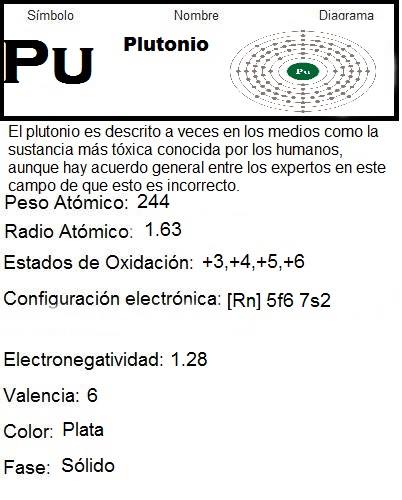 Símbolo Nombre Diagrama
Pu Plutonio Pu
El plutonio es descrito a veces en los medios como la
sustancia más tóxica conocida por los humanos,
aunque hay acuerdo general entre los expertos en este
campo de que esto es incorrecto.
Peso Atómico: 244
Radio Atómico: 1.63
Estados de Oxidación: +3,+4,+5,+6
Configuración electrónica: [Rn] 5f6 7s2
Electronegatividad: 1.28
Valencia: 6
Color: Plata
Fase: Sólido